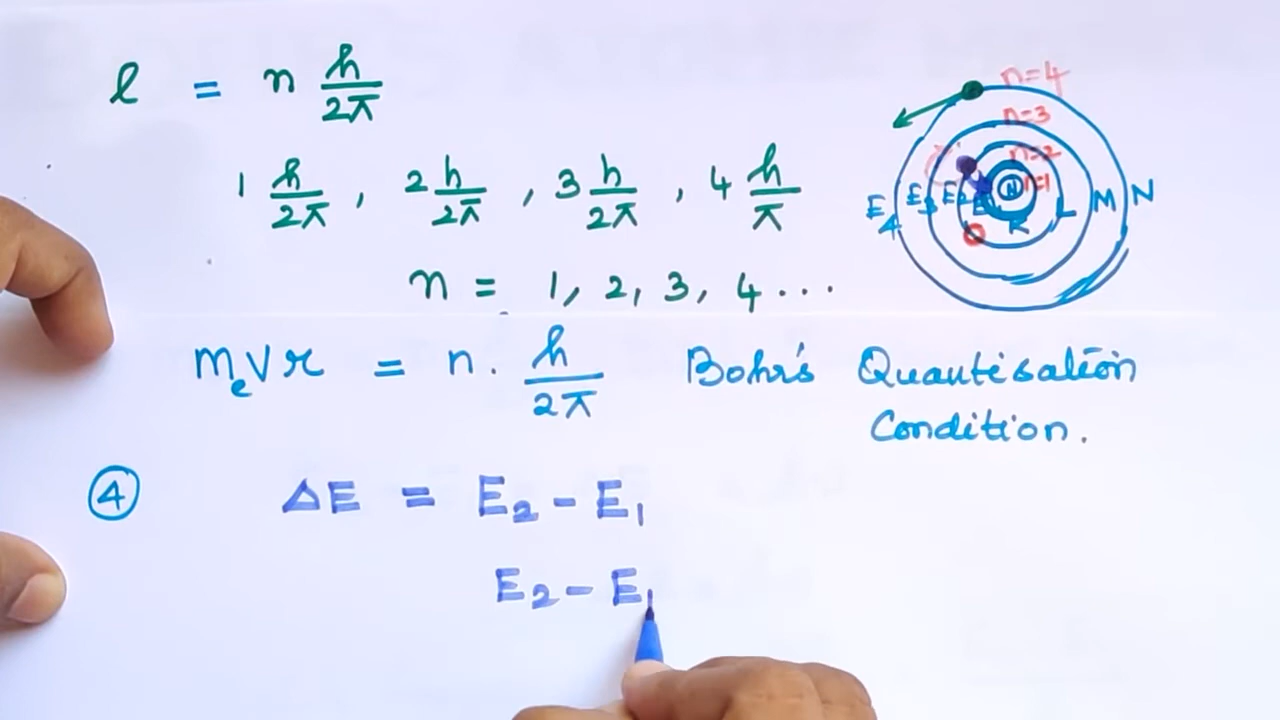 l = n h/2π
1 h/2π , 2 h/2π , 3 h/2π , 4 h/π
n = 1, 2, 3, 4 ...
mₑvr = n . h/2π Bohr's Quantisation
Condition.
④ ΔE = E₂ - E₁
E₂ - E₁
n=4
n=3
n=2
n=1
E₄ E₃ E₂ E₁ N K L M N